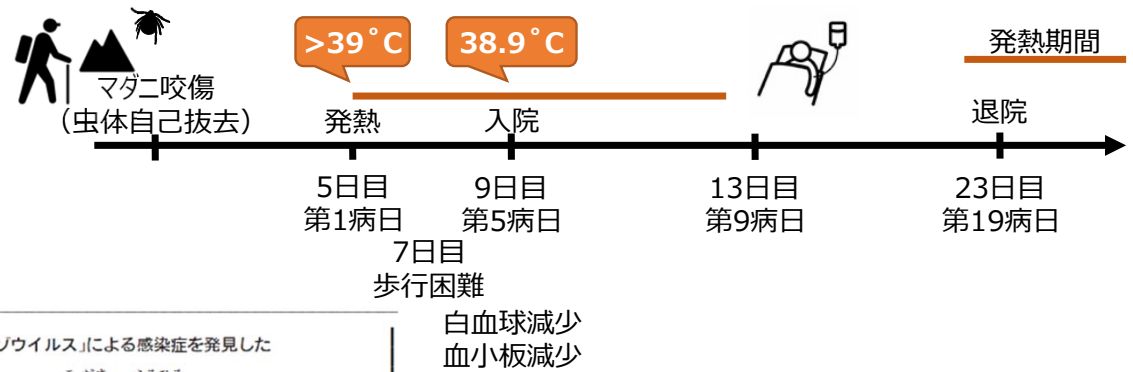 >39˚C
38.9˚C
発熱期間
マダニ咬傷
（虫体自己抜去）
発熱
入院
退院
5日目
第1病日
9日目
第5病日
13日目
第9病日
23日目
第19病日
7日目
歩行困難
白血球減少
血小板減少
ゾウイルス」による感染症を発見した